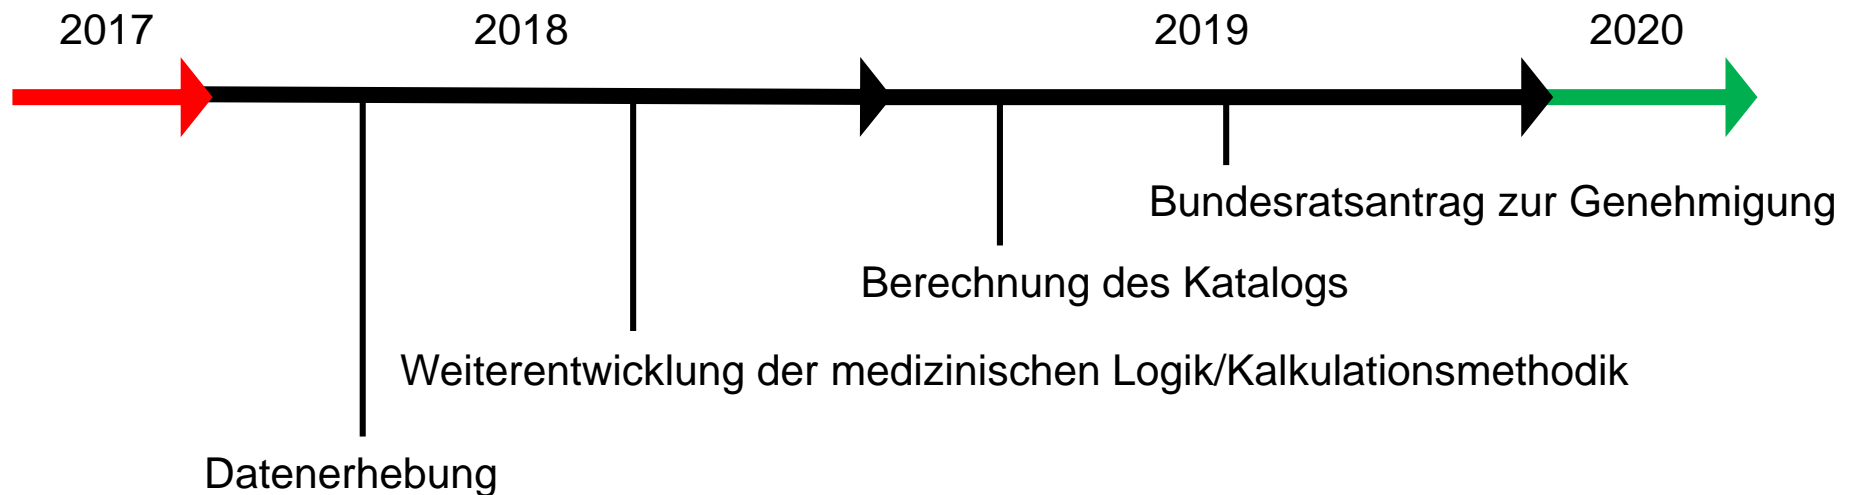 2017
2018
2019
2020
Bundesratsantrag zur Genehmigung
Berechnung des Katalogs
Weiterentwicklung der medizinischen Logik/Kalkulationsmethodik
Datenerhebung